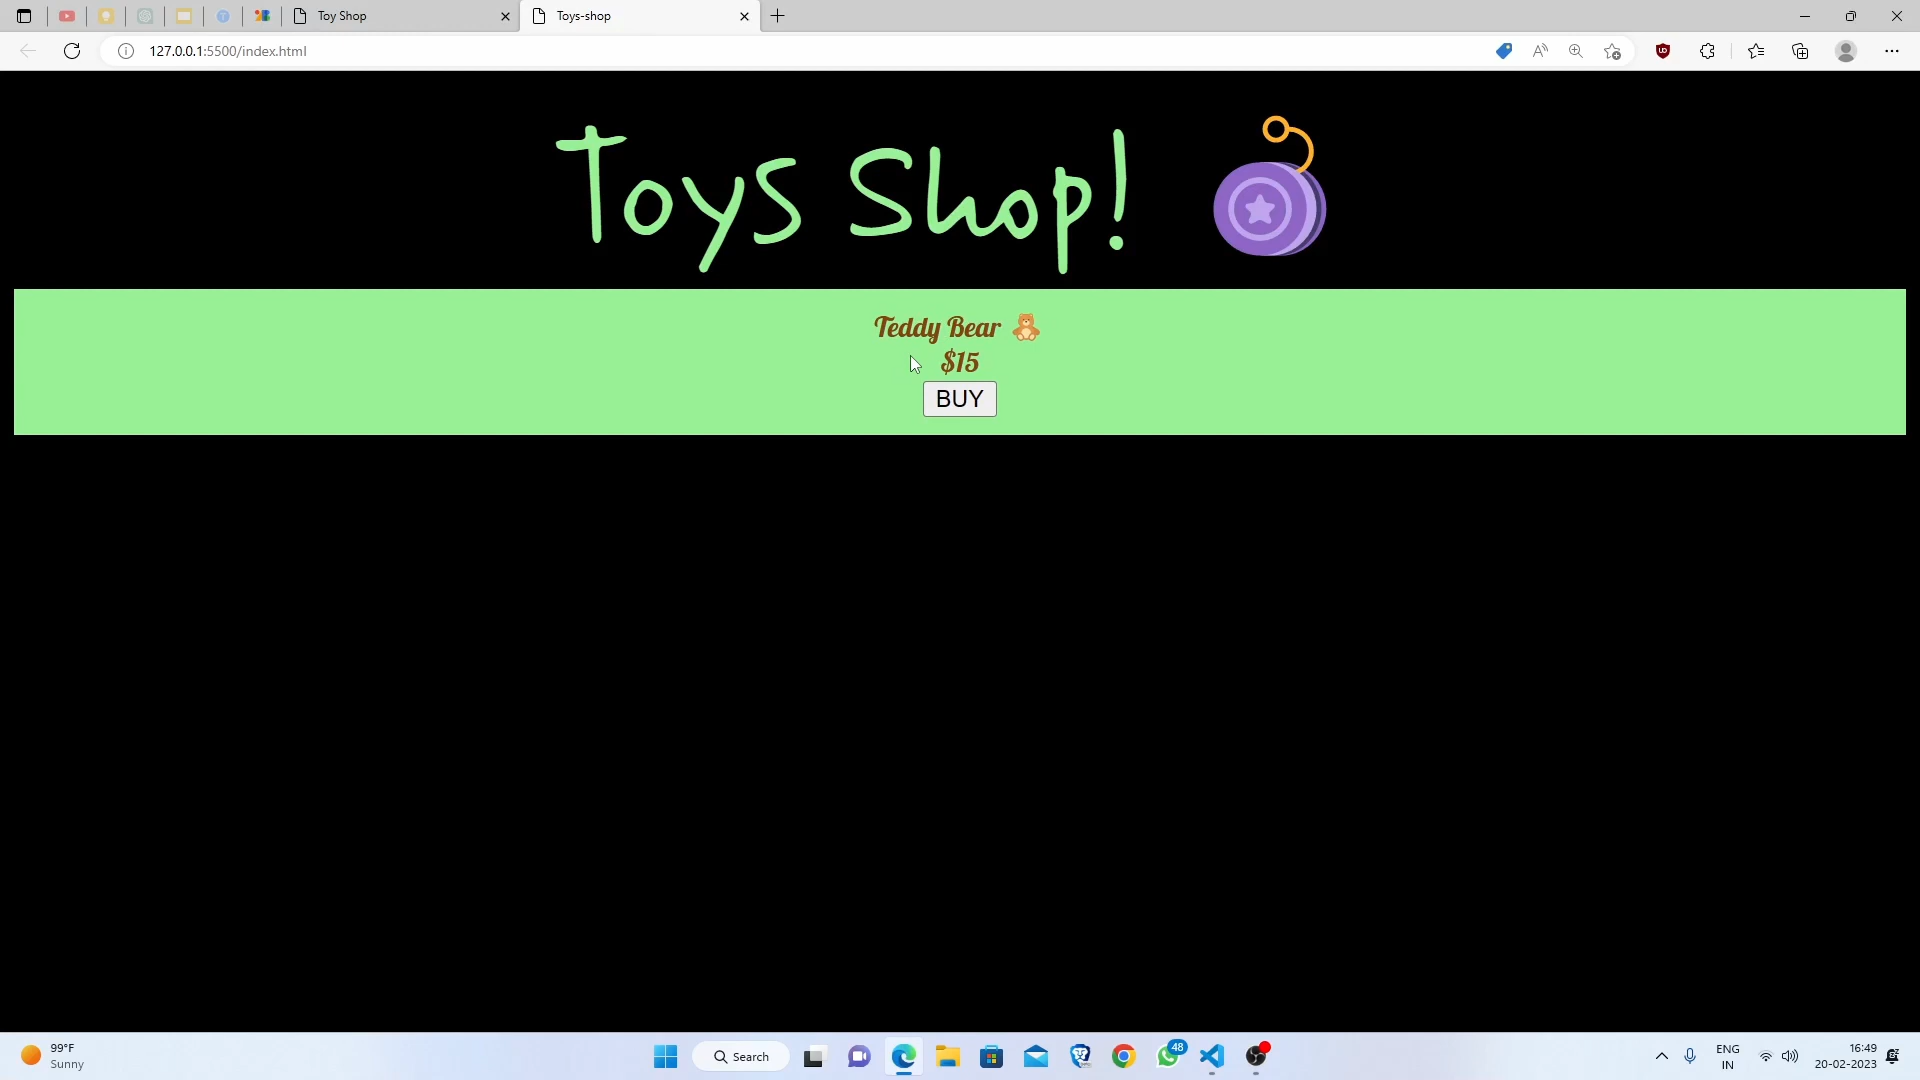 Toy Shop
Toys-shop
127.0.0.1:5500/index.html
Toys Shop!
Teddy Bear 🧸
$15
BUY
99°F
Sunny
Search
48
ENG
IN
16:49
20-02-2023